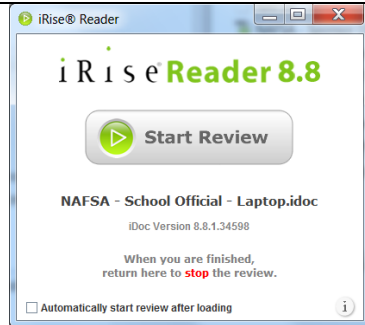 iRise® Reader
iRise Reader 8.8
Start Review
NAFSA - School Official - Laptop.idoc
iDoc Version 8.8.1.34598
When you are finished,
return here to stop the review.
Automatically start review after loading
i